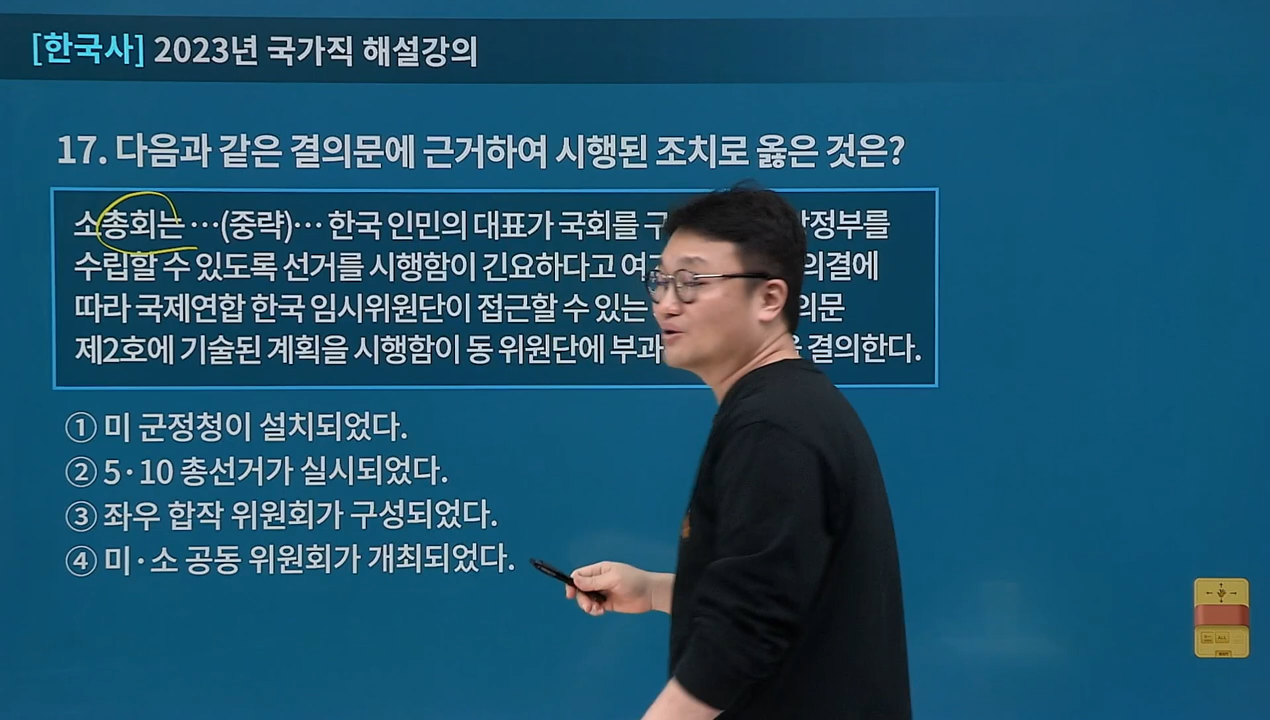 [한국사] 2023년 국가직 해설강의
17. 다음과 같은 결의문에 근거하여 시행된 조치로 옳은 것은?
소총회는 …(중략)… 한국 인민의 대표가 국회를 정부를
수립할 수 있도록 선거를 시행함이 긴요하다고 의결에
따라 국제연합 한국 임시위원단이 접근할 수 있는
제2호에 기술된 계획을 시행함이 동 위원단에 결의한다.
① 미 군정청이 설치되었다.
② 5·10 총선거가 실시되었다.
③ 좌우 합작 위원회가 구성되었다.
④ 미·소 공동 위원회가 개최되었다.